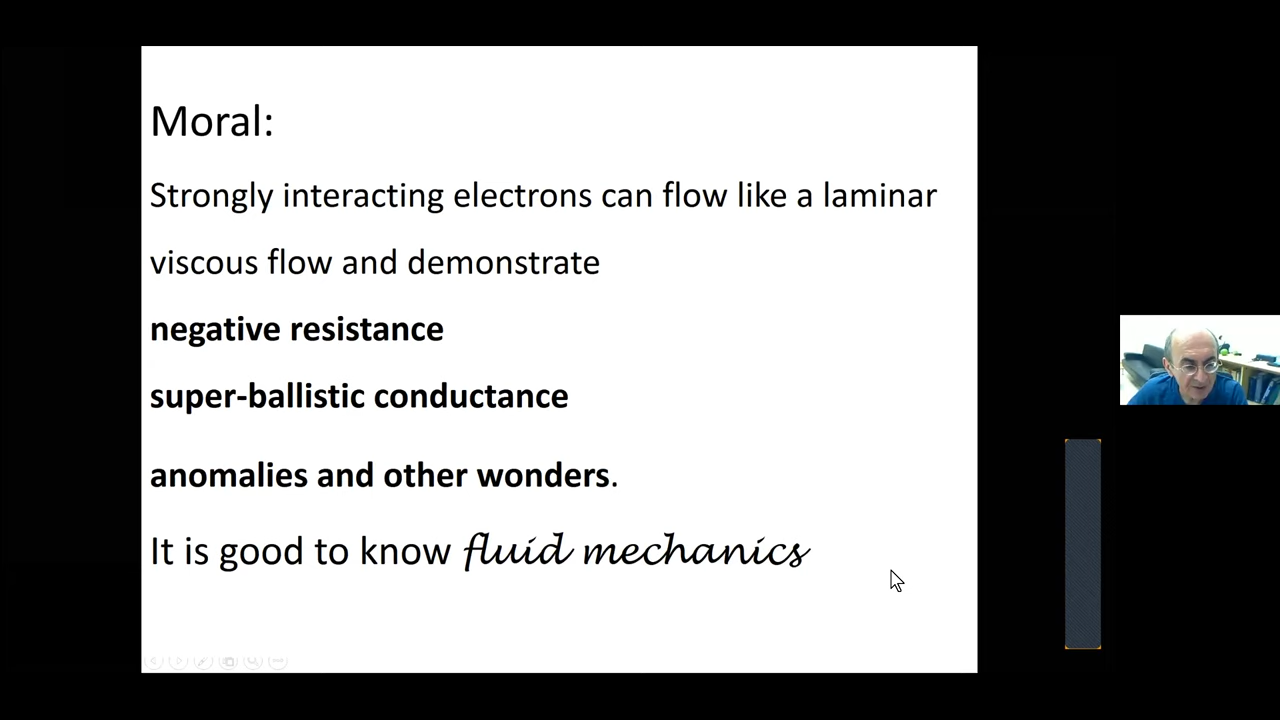 Moral:
Strongly interacting electrons can flow like a laminar
viscous flow and demonstrate
negative resistance
super-ballistic conductance
anomalies and other wonders.
It is good to know fluid mechanics